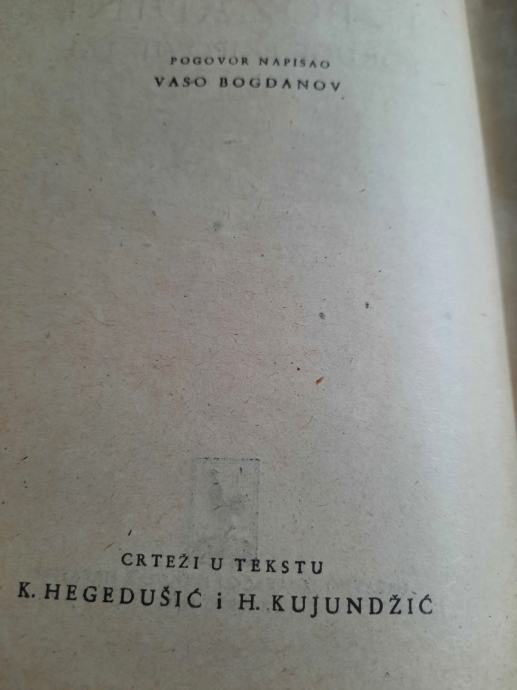 POGOVOR NAPISAO
VASO BOGDANOV
CRTEŽI U TEKSTU
K. HEGEDUŠIĆ i H. KUJUNDŽIĆ